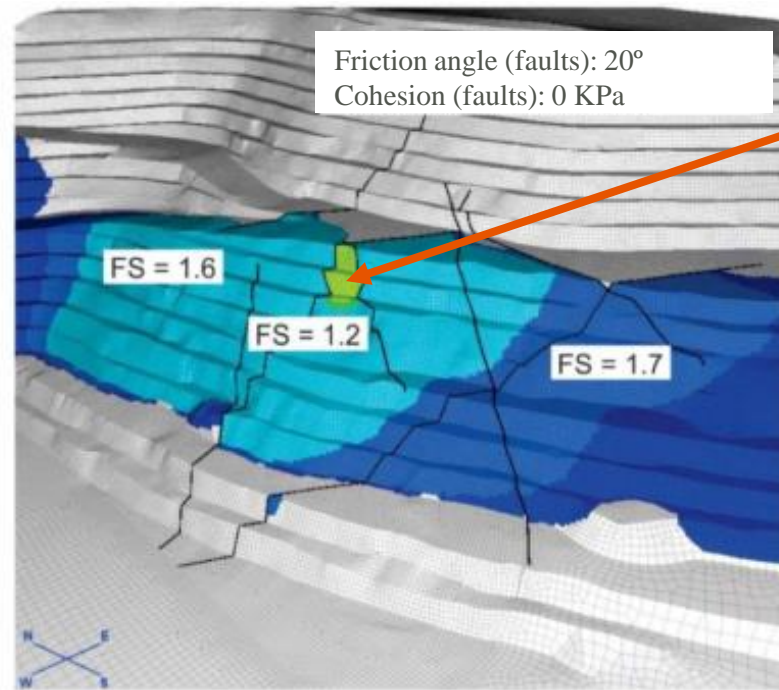 Friction angle (faults): 20º
Cohesion (faults): 0 KPa
FS = 1.6
FS = 1.2
FS = 1.7
N E
W S